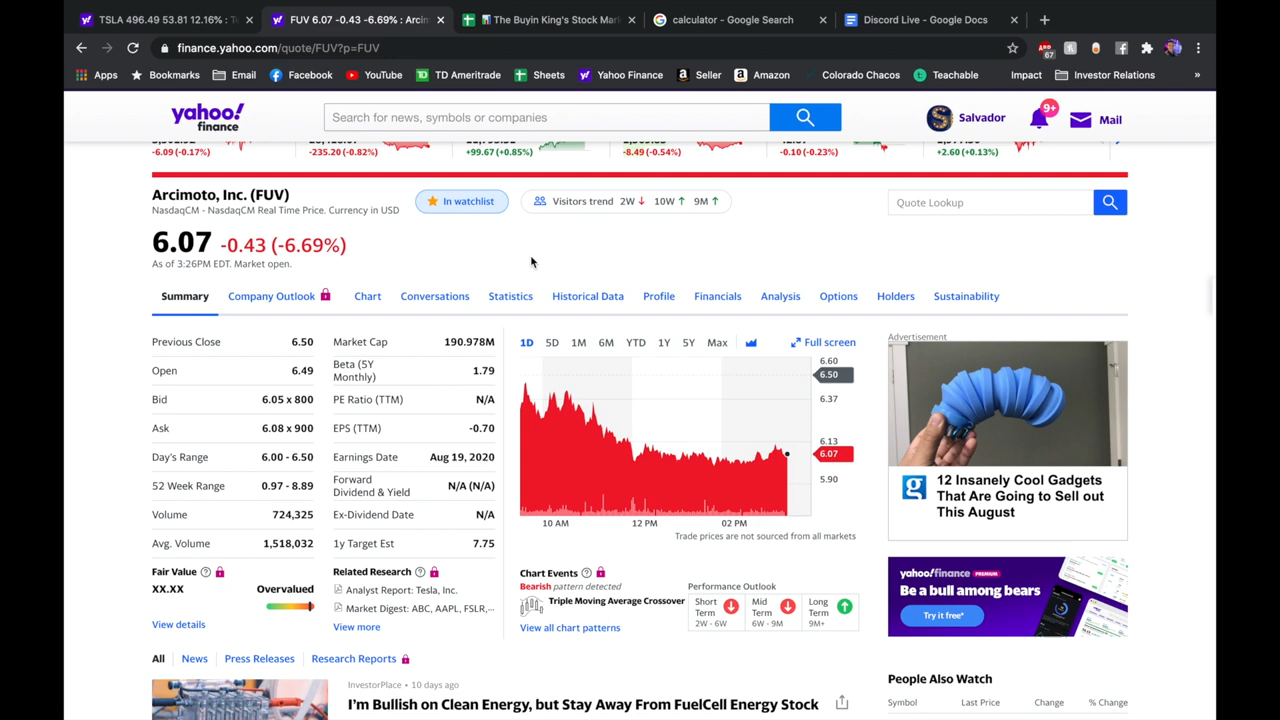 TSLA 496.49 53.81 12.16% : T
FUV 6.07 -0.43 -6.69% : Arcim
The Buyin King's Stock Mar
calculator - Google Search
Discord Live - Google Docs
finance.yahoo.com/quote/FUV?p=FUV
67
Apps Bookmarks Email Facebook YouTube TD Ameritrade Sheets Yahoo Finance Seller Amazon Colorado Chacos Teachable Impact Investor Relations »
yahoo!
finance
Search for news, symbols or companies
Salvador
9+
Mail
-6.09 (-0.17%) -235.20 (-0.82%) +99.67 (+0.85%) -8.49 (-0.54%) -0.10 (-0.23%) +2.60 (+0.13%)
Arcimoto, Inc. (FUV)
NasdaqCM - NasdaqCM Real Time Price. Currency in USD
In watchlist
Visitors trend 2W 10W 9M
Quote Lookup
6.07 -0.43 (-6.69%)
As of 3:26PM EDT. Market open.
Summary Company Outlook Chart Conversations Statistics Historical Data Profile Financials Analysis Options Holders Sustainability
Previous Close 6.50
Open 6.49
Bid 6.05 x 800
Ask 6.08 x 900
Day's Range 6.00 - 6.50
52 Week Range 0.97 - 8.89
Volume 724,325
Avg. Volume 1,518,032
Market Cap 190.978M
Beta (5Y
Monthly) 1.79
PE Ratio (TTM) N/A
EPS (TTM) -0.70
Earnings Date Aug 19, 2020
Forward
Dividend & Yield N/A (N/A)
Ex-Dividend Date N/A
1y Target Est 7.75
Fair Value
XX.XX Overvalued
View details
Related Research
Analyst Report: Tesla, Inc.
Market Digest: ABC, AAPL, FSLR,...
View more
1D 5D 1M 6M YTD 1Y 5Y Max
Full screen
6.60
6.50
6.37
6.13
6.07
5.90
10 AM 12 PM 02 PM
Trade prices are not sourced from all markets
Chart Events
Bearish pattern detected
Triple Moving Average Crossover
View all chart patterns
Performance Outlook
Short
Term
2W - 6W
Mid
Term
6W - 9M
Long
Term
9M+
Advertisement
12 Insanely Cool Gadgets
That Are Going to Sell out
This August
yahoo!finance PREMIUM
Be a bull among bears
Try it free*
All News Press Releases Research Reports
InvestorPlace • 10 days ago
I'm Bullish on Clean Energy, but Stay Away From FuelCell Energy Stock
People Also Watch
Symbol Last Price Change % Change